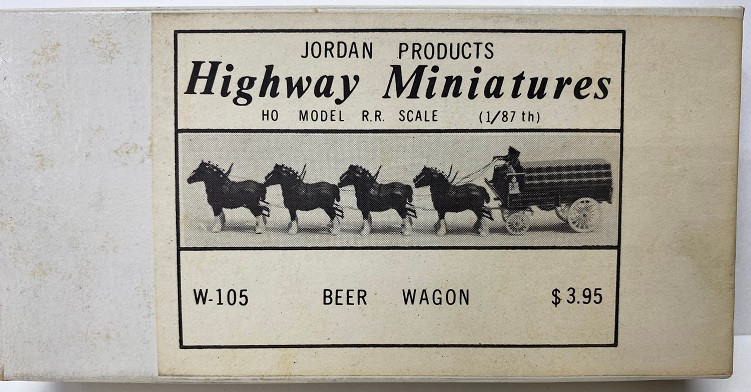 JORDAN PRODUCTS
Highway Miniatures
HO MODEL R.R. SCALE (1/87 th)
W-105 BEER WAGON $3.95